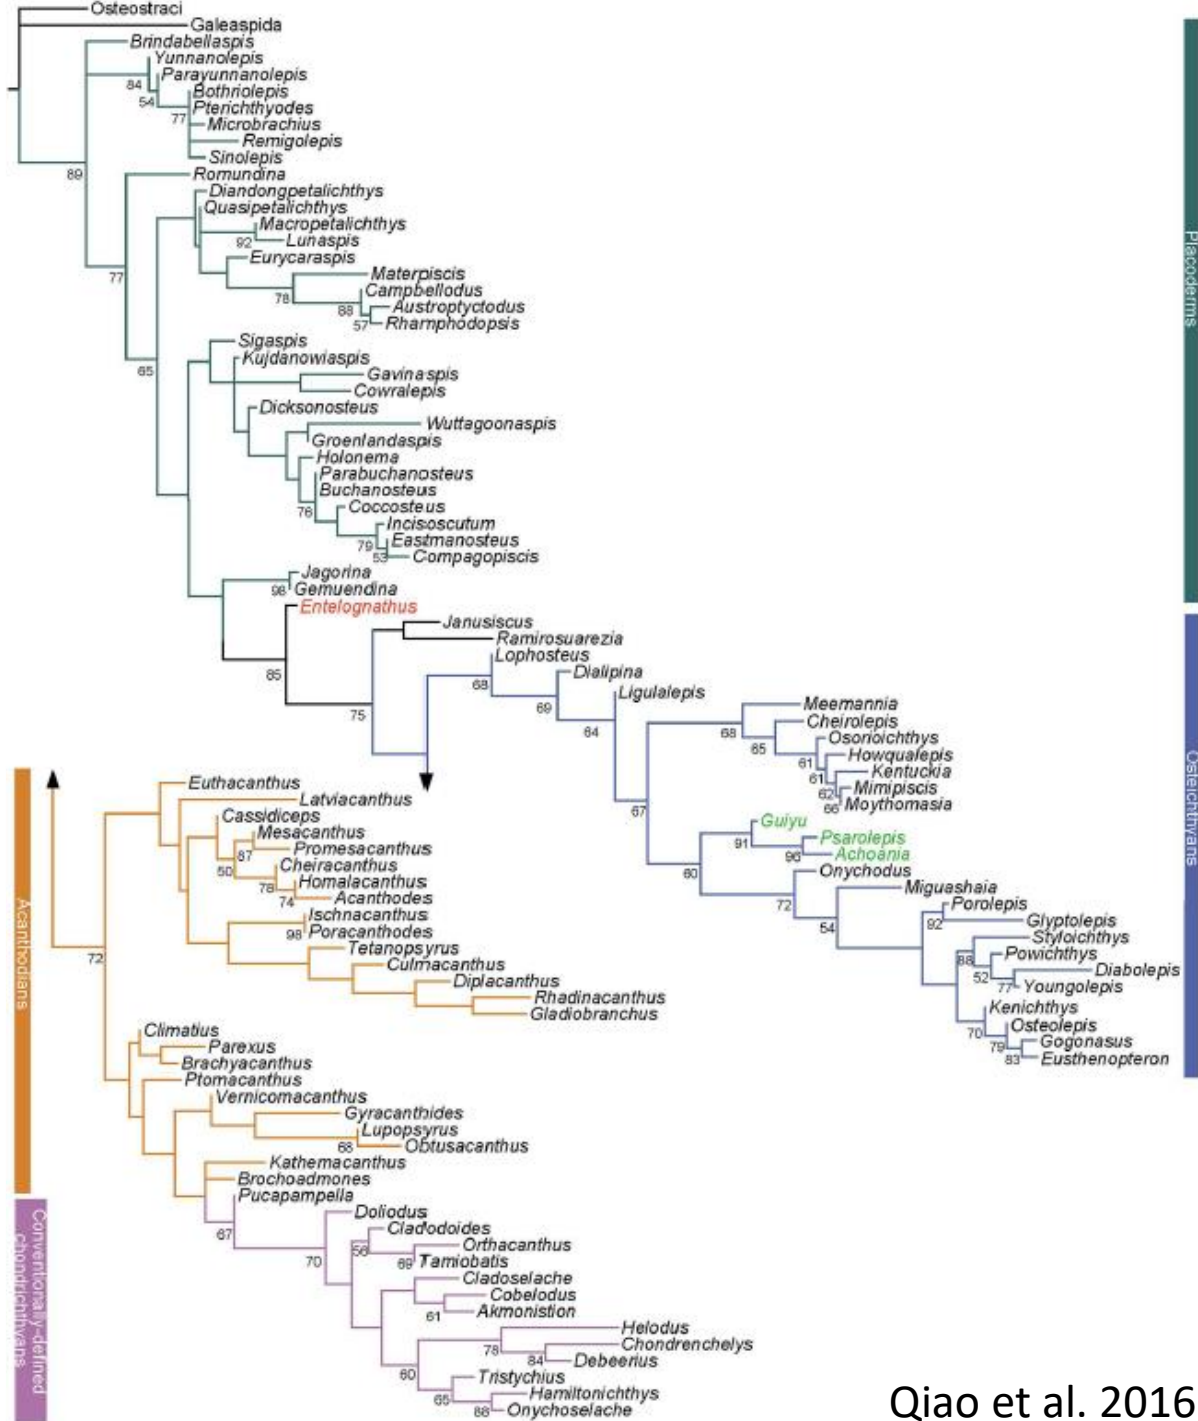 Osteostraci
Galeaspida
Brindabellaspis
Yunnanolepis
Parayunnanolepis
84
Bothriolepis
54
Pterichthyodes
77
Microbrachius
Remigolepis
Sinolepis
89
Romundina
Diandongpetalichthys
Quasipetalichthys
Macropetalichthys
92
Lunaspis
Eurycaraspis
77
Materpiscis
78
Campbellodus
88
Austroptyctodus
57
Rhamphodopsis
Sigaspis
Kujdanowiaspis
65
Gavinaspis
Cowralepis
Dicksonosteus
Wuttagoonaspis
Groenlandaspis
Holonema
Parabuchanosteus
Buchanosteus
76
Coccosteus
Incisoscutum
79
Eastmanosteus
53
Compagopiscis
Jagorina
98
Gemuendina
Entelognathus
Placoderms
Janusiscus
Ramirosuarezia
85
Lophosteus
68
Dialipina
69
Ligulalepis
75
64
Meemannia
68
Cheirolepis
65
Osorioichthys
61
Howqualepis
61
Kentuckia
62
Mimipiscis
66
Moythomasia
67
Guiyu
91
Psarolepis
96
Achoania
60
Onychodus
72
Miguashaia
54
Porolepis
92
Glyptolepis
Styloichthys
88
Powichthys
52
Diabolepis
77
Youngolepis
Kenichthys
70
Osteolepis
79
Gogonasus
83
Eusthenopteron
Osteichthyans
Euthacanthus
Latviacanthus
Cassidiceps
Mesacanthus
87
Promesacanthus
50
Cheiracanthus
78
Homalacanthus
74
Acanthodes
Ischnacanthus
98
Poracanthodes
Tetanopsyrus
72
Culmacanthus
Diplacanthus
Rhadinacanthus
Gladiobranchus
Climatius
Parexus
Brachyacanthus
Ptomacanthus
Vernicomacanthus
Gyracanthides
Lupopsyrus
68
Obtusacanthus
Kathemacanthus
Brochoadmones
Acanthodians
Pucapampella
67
Doliodus
70
Cladodoides
56
Orthacanthus
69
Tamiobatis
Cladoselache
Cobelodus
61
Akmonistion
Helodus
78
Chondrenchelys
84
Debeerius
60
Tristychius
65
Hamiltonichthys
88
Onychoselache
Conventionally-defined
chondrichthyans
Qiao et al. 2016